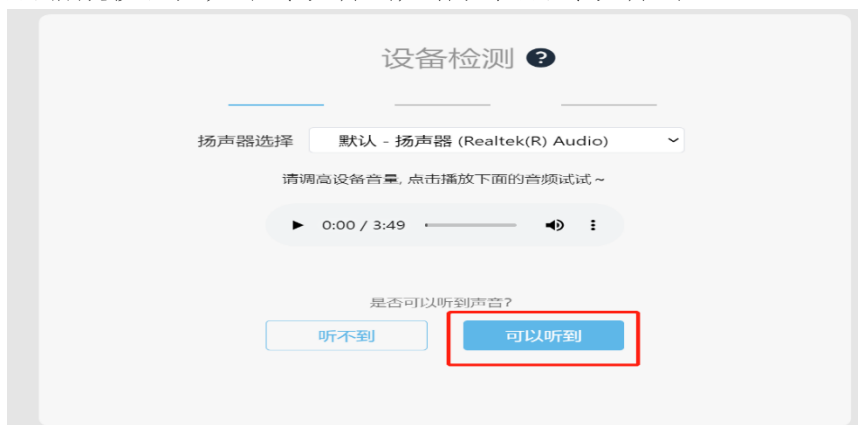 设备检测 ?
扬声器选择 默认 - 扬声器 (Realtek(R) Audio)
请调高设备音量, 点击播放下面的音频试试~
0:00 / 3:49
是否可以听到声音?
听不到 可以听到